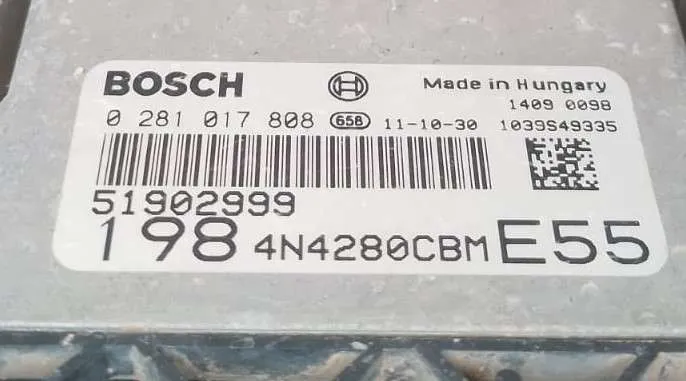 BOSCH Made in Hungary
1409 0098
0 281 017 808 658 11-10-30 1039S49335
51902999
198 4N4280CBM E55